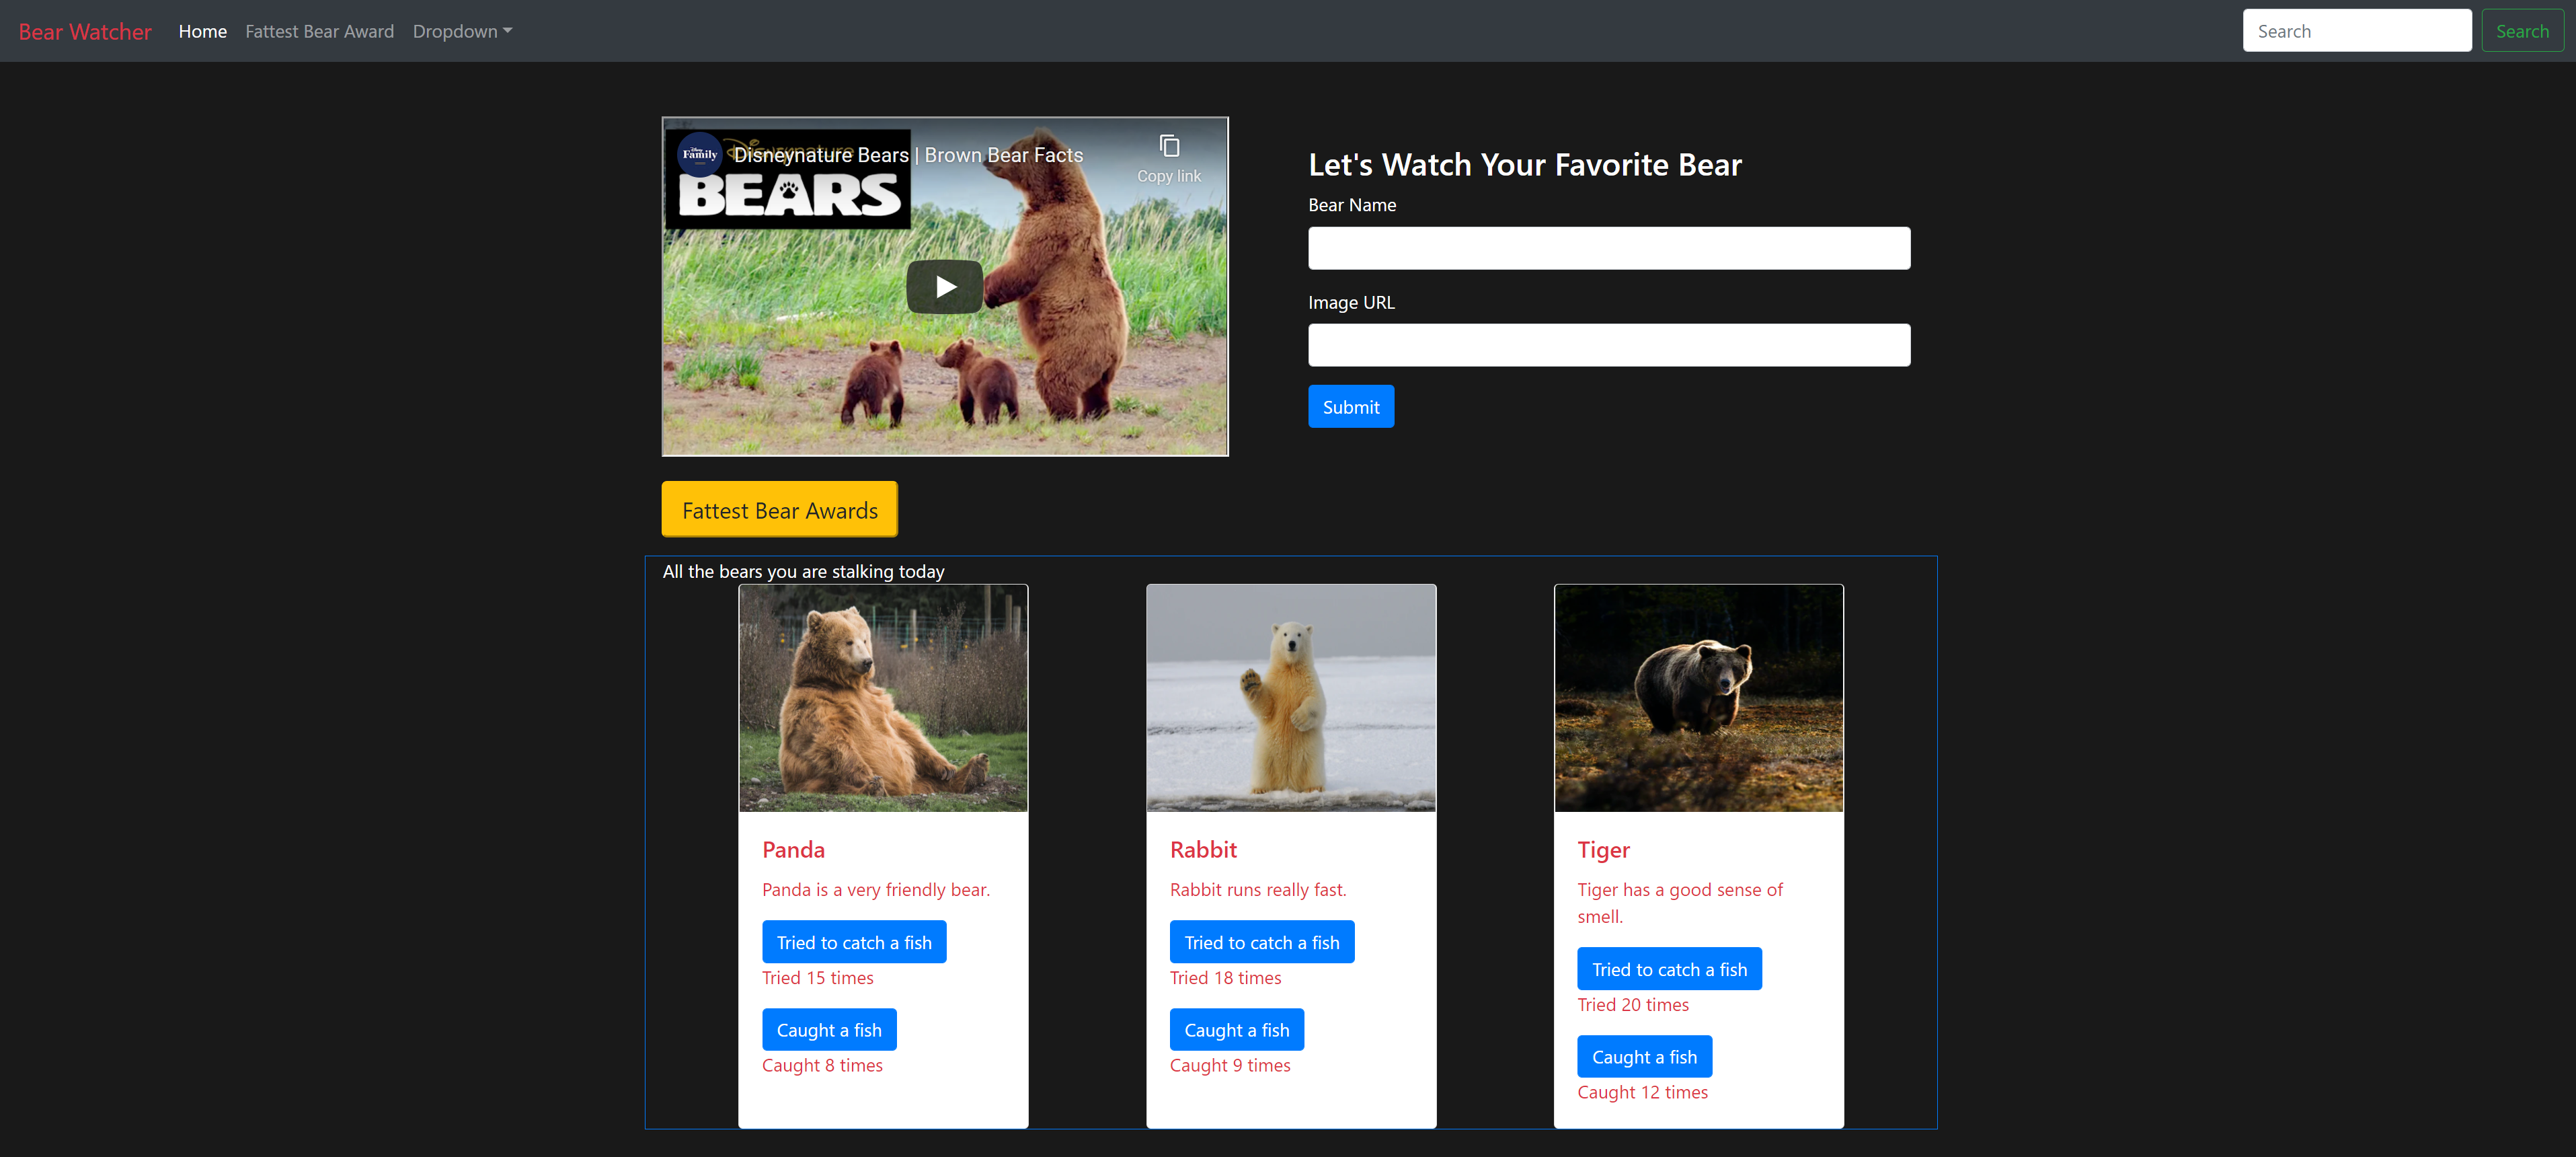 Bear Watcher
Home
Fattest Bear Award
Dropdown
Search
Search
Disney
Family
Disneynature
Disneynature Bears | Brown Bear Facts
Copy link
BEARS
Let's Watch Your Favorite Bear
Bear Name
Image URL
Submit
Fattest Bear Awards
All the bears you are stalking today
Panda
Panda is a very friendly bear.
Tried to catch a fish
Tried 15 times
Caught a fish
Caught 8 times
Rabbit
Rabbit runs really fast.
Tried to catch a fish
Tried 18 times
Caught a fish
Caught 9 times
Tiger
Tiger has a good sense of
smell.
Tried to catch a fish
Tried 20 times
Caught a fish
Caught 12 times